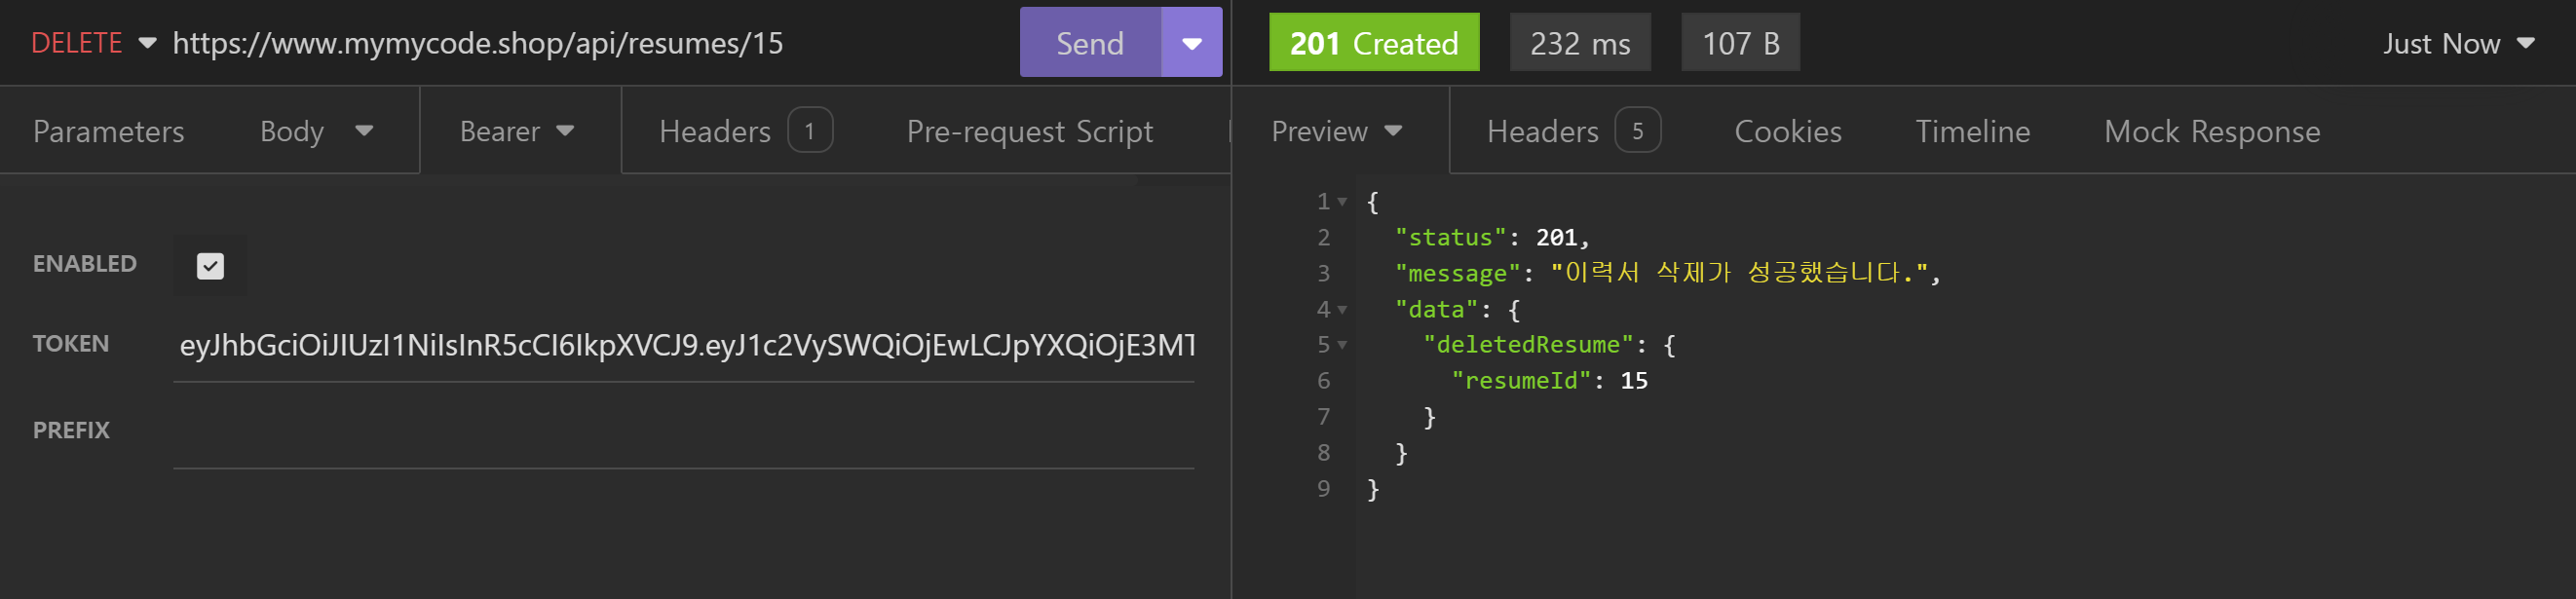 DELETE https://www.mymycode.shop/api/resumes/15 Send 201 Created 232 ms 107 B Just Now
Parameters Body Bearer Headers 1 Pre-request Script Preview Headers 5 Cookies Timeline Mock Response
ENABLED
TOKEN eyJhbGciOiJIUzI1NiIsInR5cCI6IkpXVCJ9.eyJ1c2VySWQiOjEwLCJpYXQiOjE3MT
PREFIX
1 {
2 "status": 201,
3 "message": "이력서 삭제가 성공했습니다.",
4 "data": {
5 "deletedResume": {
6 "resumeId": 15
7 }
8 }
9 }